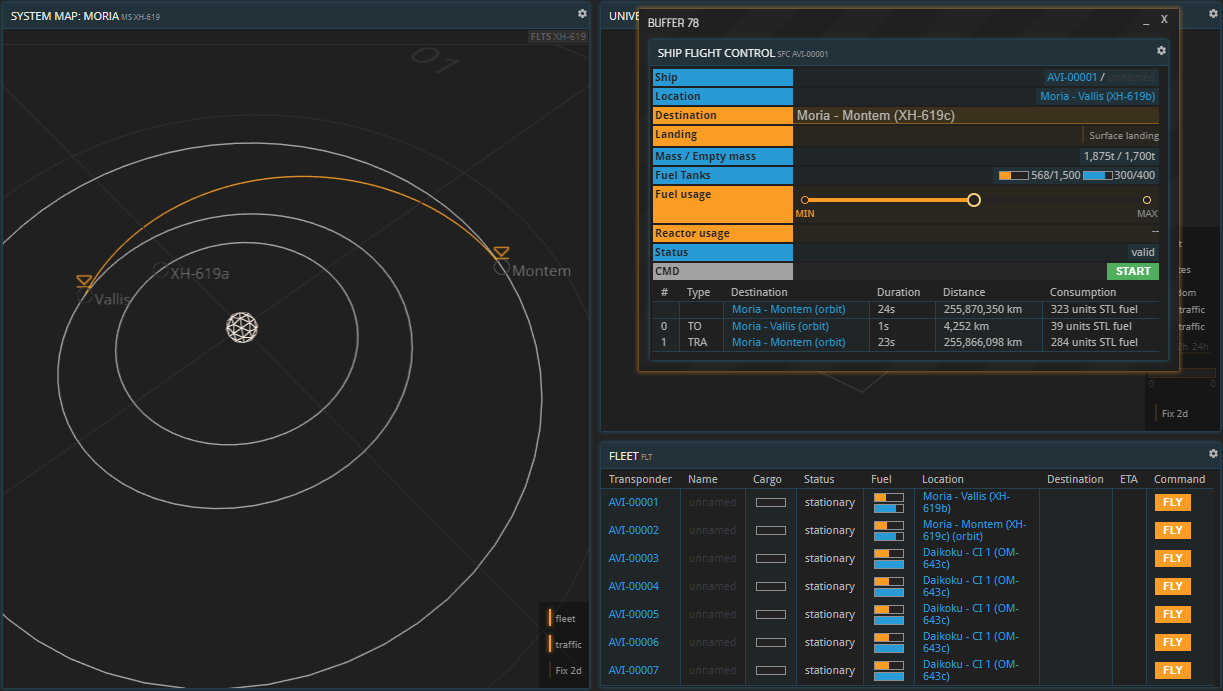 SYSTEM MAP: MORIA MS XH-619
FLTS XH-619
01
XH-619a
Vallis
Montem
fleet
traffic
Fix 2d
UNIVE
BUFFER 78
_ X
SHIP FLIGHT CONTROL SFC AVI-00001
Ship AVI-00001 / unnamed
Location Moria - Vallis (XH-619b)
Destination Moria - Montem (XH-619c)
Landing Surface landing
Mass / Empty mass 1,875t / 1,700t
Fuel Tanks 568/1,500 300/400
Fuel usage
MIN MAX
Reactor usage --
Status valid
CMD START
# Type Destination Duration Distance Consumption
Moria - Montem (orbit) 24s 255,870,350 km 323 units STL fuel
0 TO Moria - Vallis (orbit) 1s 4,252 km 39 units STL fuel
1 TRA Moria - Montem (orbit) 23s 255,866,098 km 284 units STL fuel
t
tes
dom
traffic
traffic
2h 24h
0 0
Fix 2d
FLEET FLT
Transponder Name Cargo Status Fuel Location Destination ETA Command
AVI-00001 unnamed stationary Moria - Vallis (XH-
619b) FLY
AVI-00002 unnamed stationary Moria - Montem (XH-
619c) (orbit) FLY
AVI-00003 unnamed stationary Daikoku - CI 1 (OM-
643c) FLY
AVI-00004 unnamed stationary Daikoku - CI 1 (OM-
643c) FLY
AVI-00005 unnamed stationary Daikoku - CI 1 (OM-
643c) FLY
AVI-00006 unnamed stationary Daikoku - CI 1 (OM-
643c) FLY
AVI-00007 unnamed stationary Daikoku - CI 1 (OM-
643c) FLY